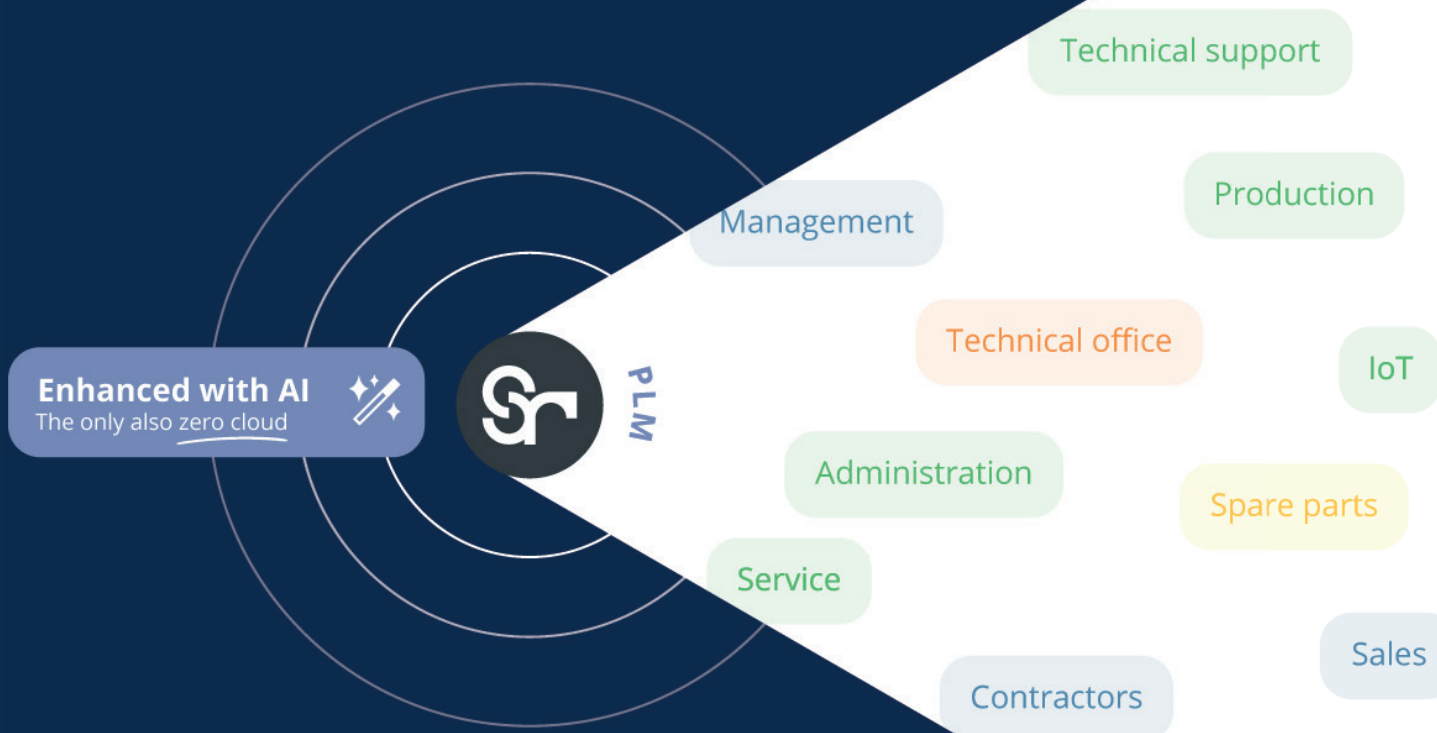 Technical support
Production
Management
Technical office
IoT
Enhanced with AI
The only also zero cloud
Sr
PLM
Administration
Spare parts
Service
Sales
Contractors